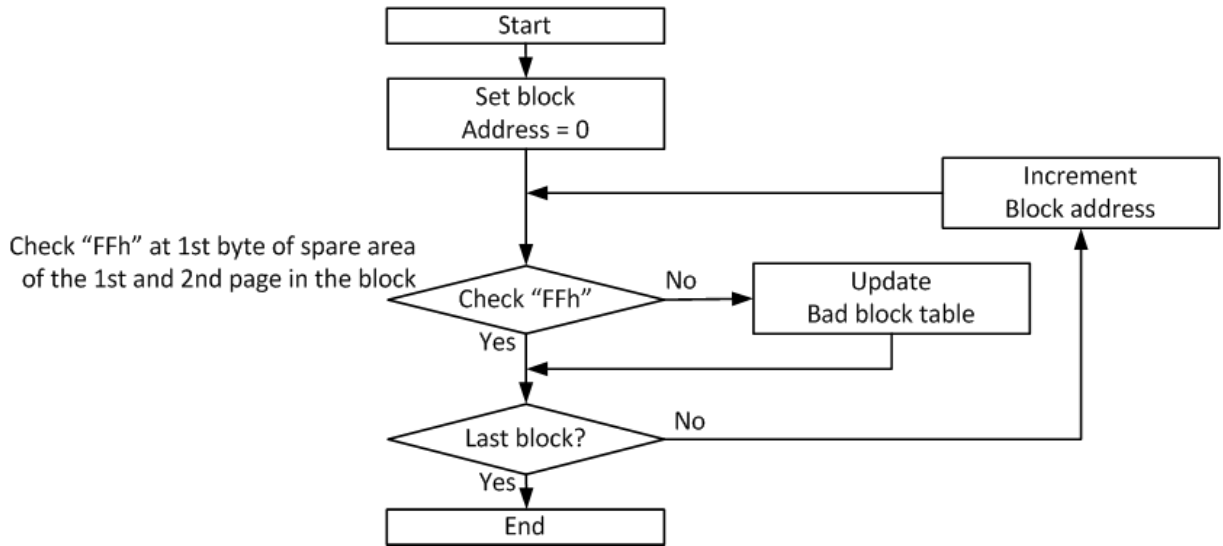 Start
Set block
Address = 0
Increment
Block address
Check “FFh” at 1st byte of spare area
of the 1st and 2nd page in the block
Check “FFh”
No
Update
Bad block table
Yes
Last block?
No
Yes
End